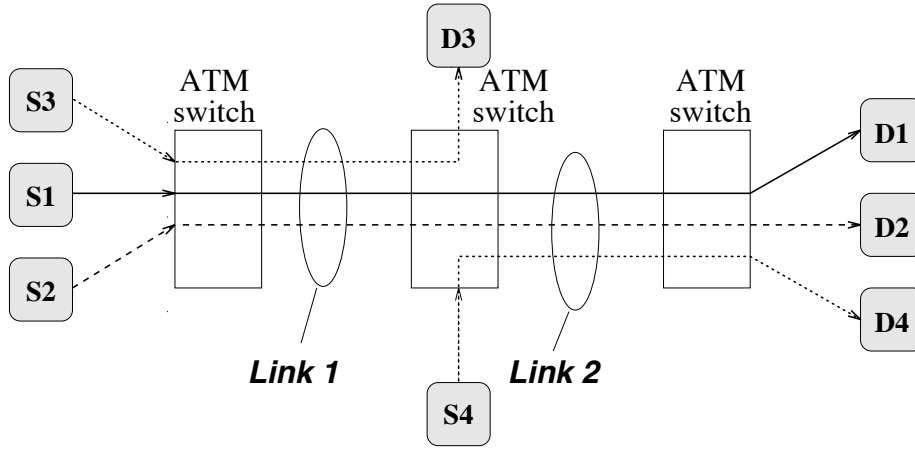 D3
S3
ATM
switch
ATM
switch
ATM
switch
D1
S1
D2
S2
D4
Link 1
Link 2
S4